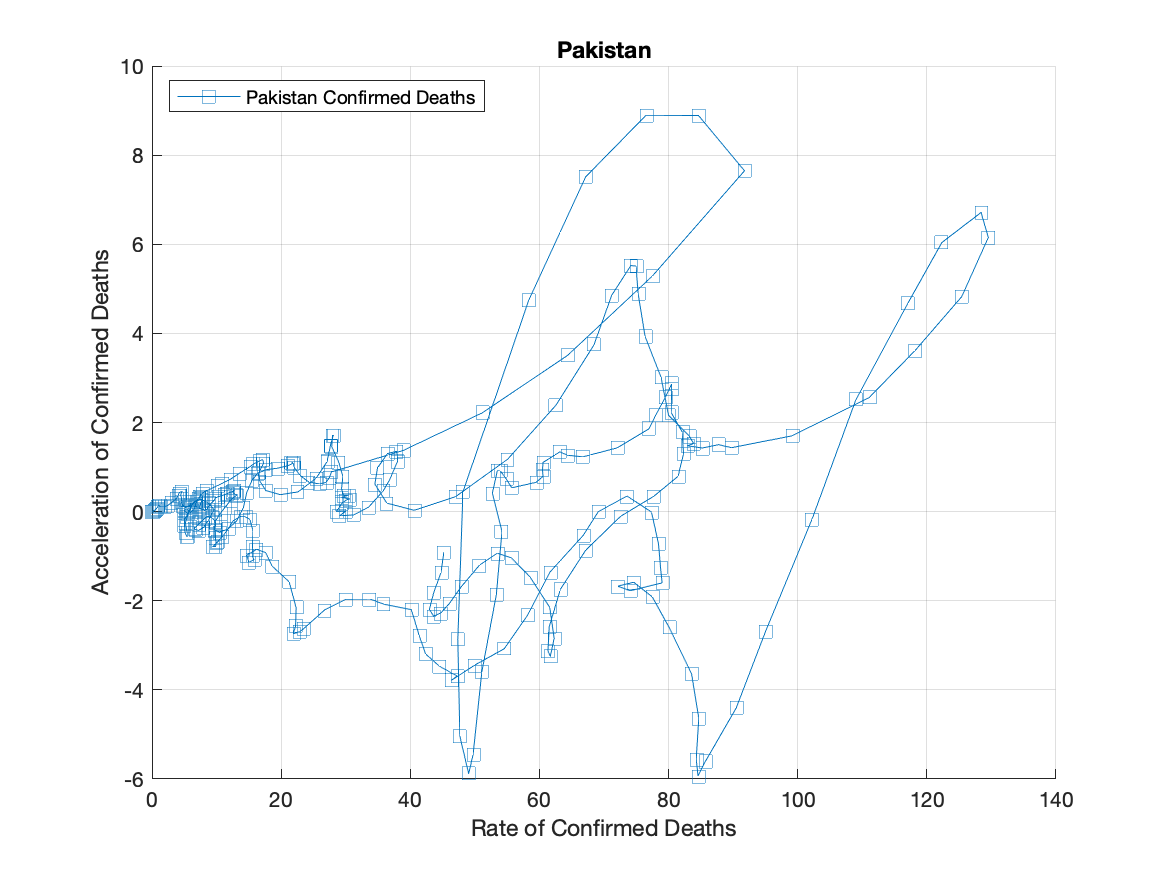 Pakistan
10
Pakistan Confirmed Deaths
8
6
4
2
0
-2
-4
-6
Acceleration of Confirmed Deaths
0 20 40 60 80 100 120 140
Rate of Confirmed Deaths